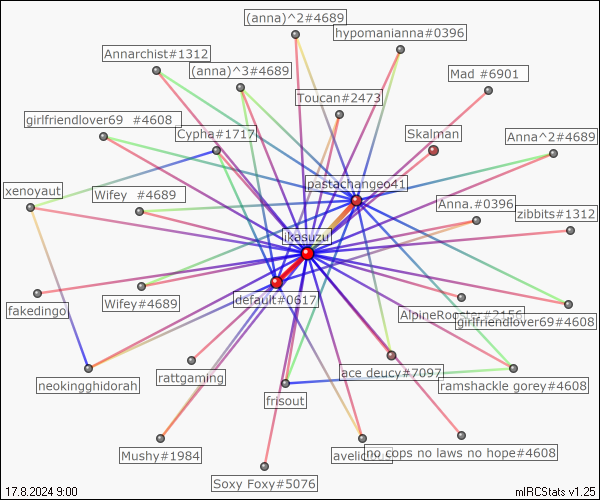 (anna)^2#4689
hypomanianna#0396
Annarchist#1312
(anna)^3#4689
Mad #6901
Toucan#2473
girlfriendlover69 #4608
Cypha#1717
Skalman
Anna^2#4689
pastachangeo41
xenoyaut
Wifey #4689
Anna.#0396
zibbits#1312
ikasuzu
fakedingo
Wifey#4689
default#0617
AlpineRooster#2156
girlfriendlover69#4608
neokingghidorah
rattgaming
ace deucy#7097
ramshackle gorey#4608
frisout
Mushy#1984
avelicious
no cops no laws no hope#4608
Soxy Foxy#5076
17.8.2024 9:00
mIRCStats v1.25